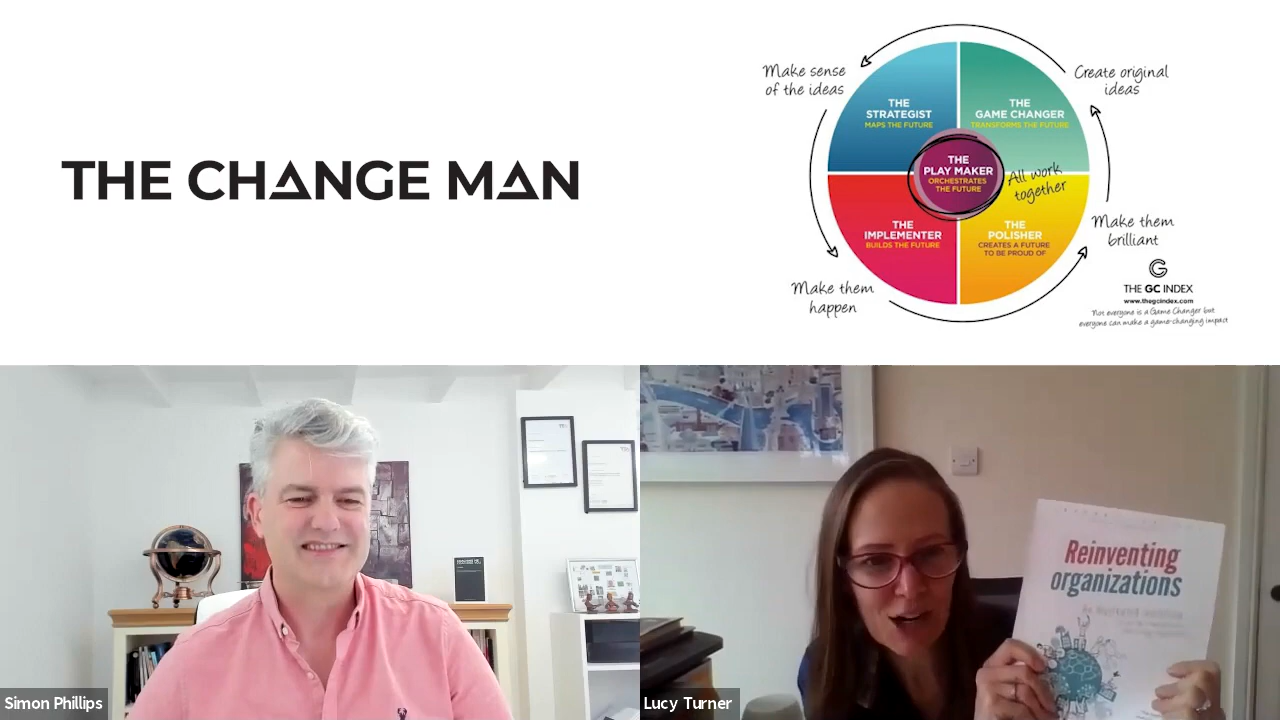 THE CHANGE MAN
Make sense
of the ideas
Create original
ideas
THE
STRATEGIST
MAPS THE FUTURE
THE
GAME CHANGER
TRANSFORMS THE FUTURE
THE
PLAY MAKER
ORCHESTRATES
THE FUTURE
All work
together
THE
IMPLEMENTER
BUILDS THE FUTURE
THE
POLISHER
CREATES A FUTURE
TO BE PROUD OF
Make them
brilliant
Make them
happen
THE GC INDEX
www.thegcindex.com
Not everyone is a Game Changer but
everyone can make a game-changing impact
Reinventing
organizations
Simon Phillips
Lucy Turner